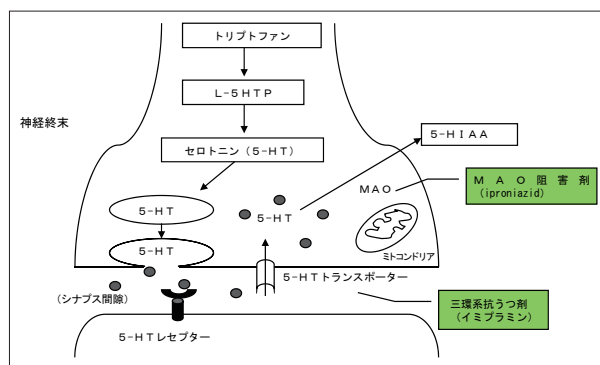 トリプトファン
L-5HTP
神経終末
セロトニン (5-HT)
5-HIAA
MAO
MAO阻害剤
(iproniazid)
5-HT
5-HT
5-HT
ミトコンドリア
5-HTトランスポーター
(シナプス間隙)
三環系抗うつ剤
(イミプラミン)
5-HTレセプター